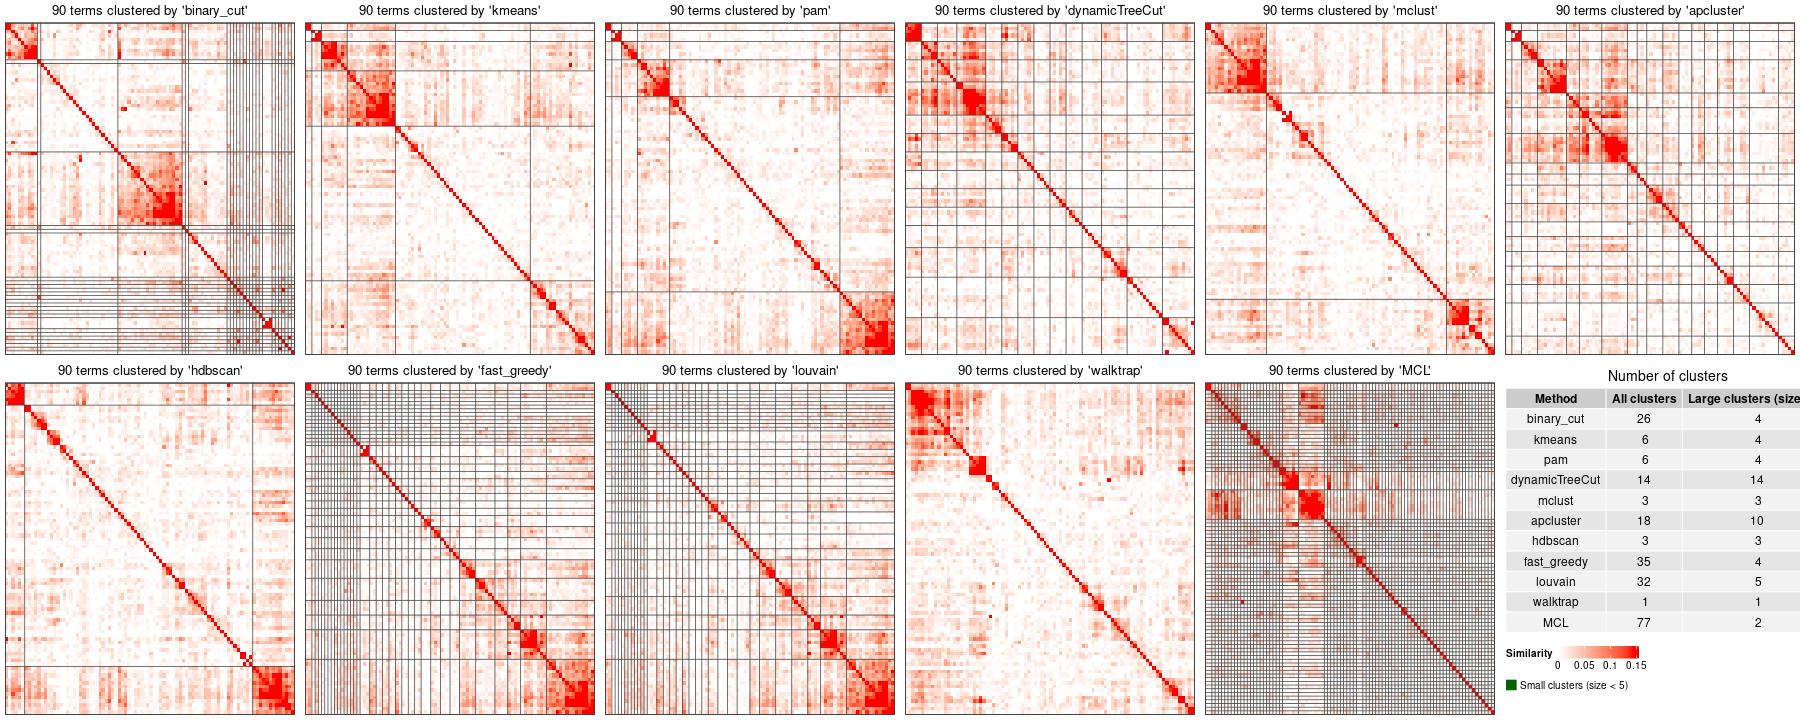 90 terms clustered by 'binary_cut'
90 terms clustered by 'kmeans'
90 terms clustered by 'pam'
90 terms clustered by 'dynamicTreeCut'
90 terms clustered by 'mclust'
90 terms clustered by 'apcluster'
90 terms clustered by 'hdbscan'
90 terms clustered by 'fast_greedy'
90 terms clustered by 'louvain'
90 terms clustered by 'walktrap'
90 terms clustered by 'MCL'
Number of clusters
Method All clusters Large clusters (size
binary_cut 26 4
kmeans 6 4
pam 6 4
dynamicTreeCut 14 14
mclust 3 3
apcluster 18 10
hdbscan 3 3
fast_greedy 35 4
louvain 32 5
walktrap 1 1
MCL 77 2
Similarity
0 0.05 0.1 0.15
Small clusters (size < 5)